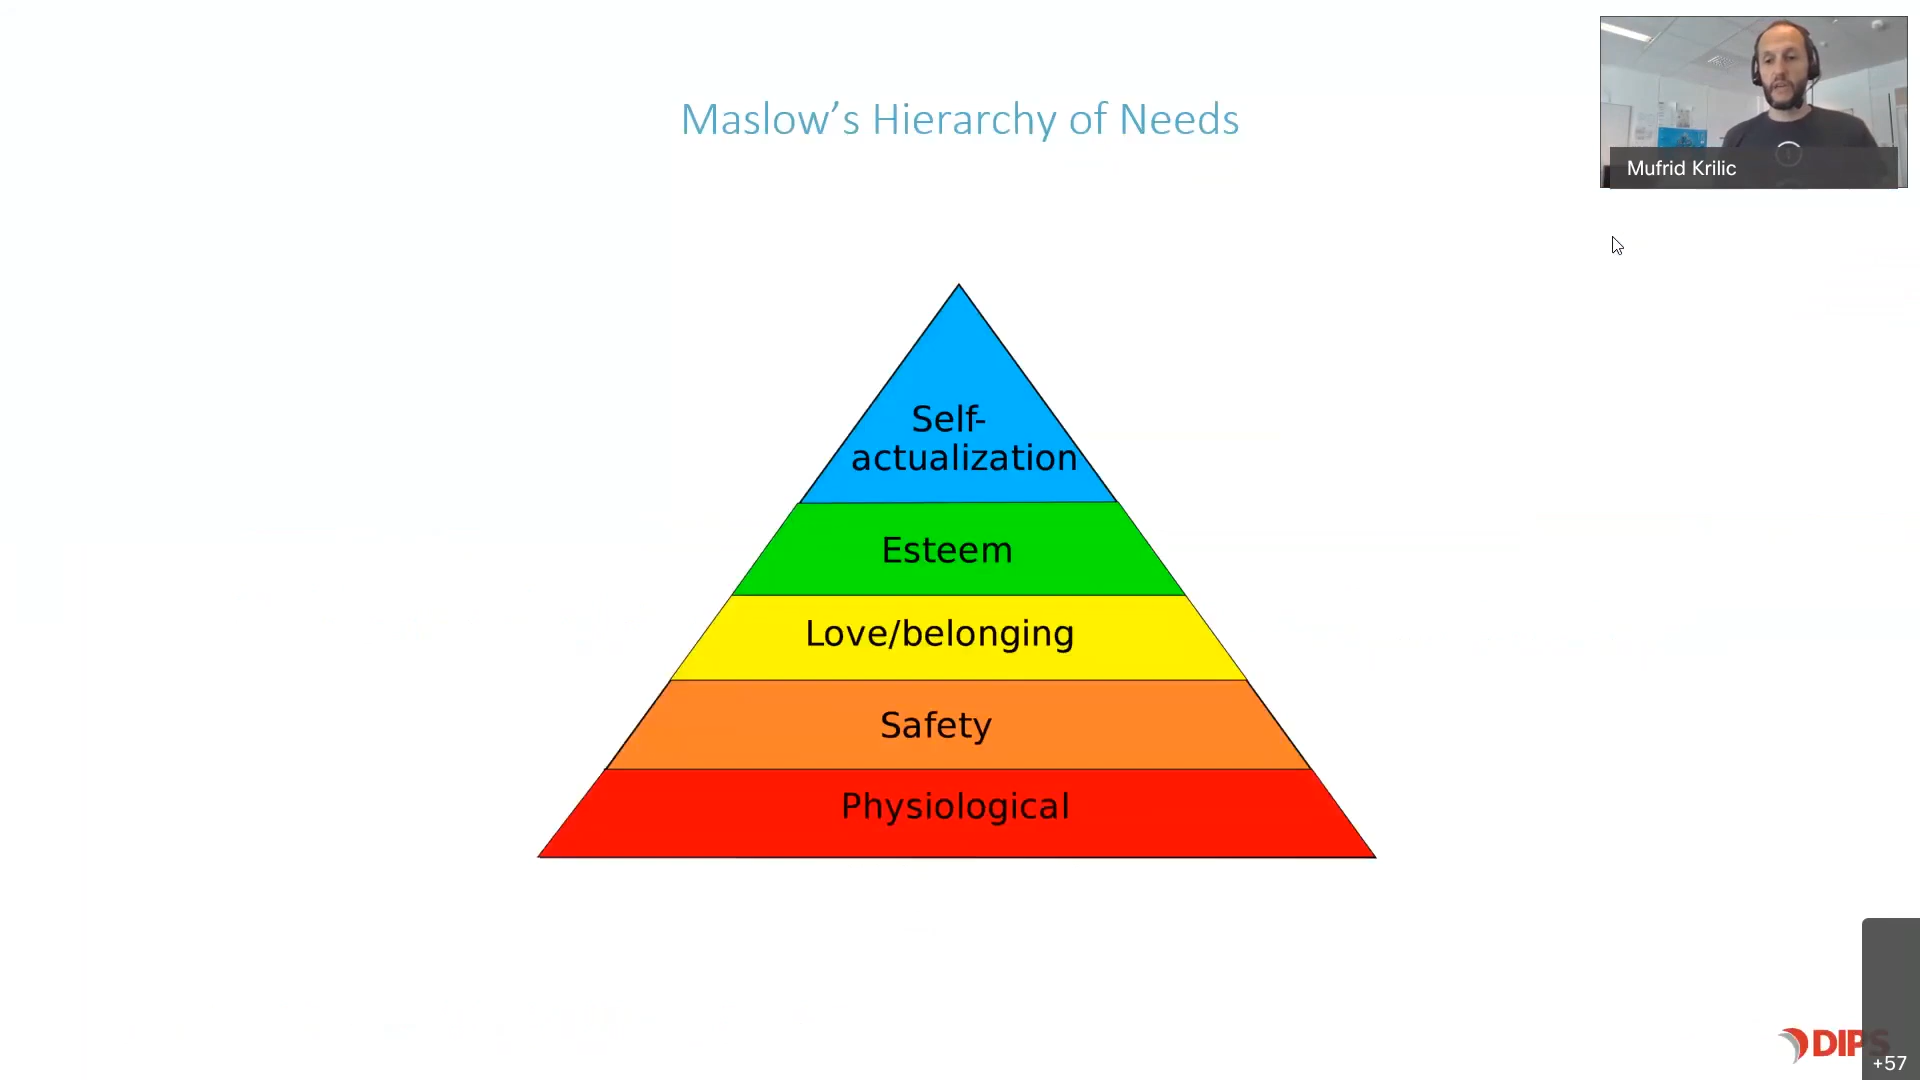 Maslow’s Hierarchy of Needs
Mufrid Krilic
Self-
actualization
Esteem
Love/belonging
Safety
Physiological
DIPS
+57